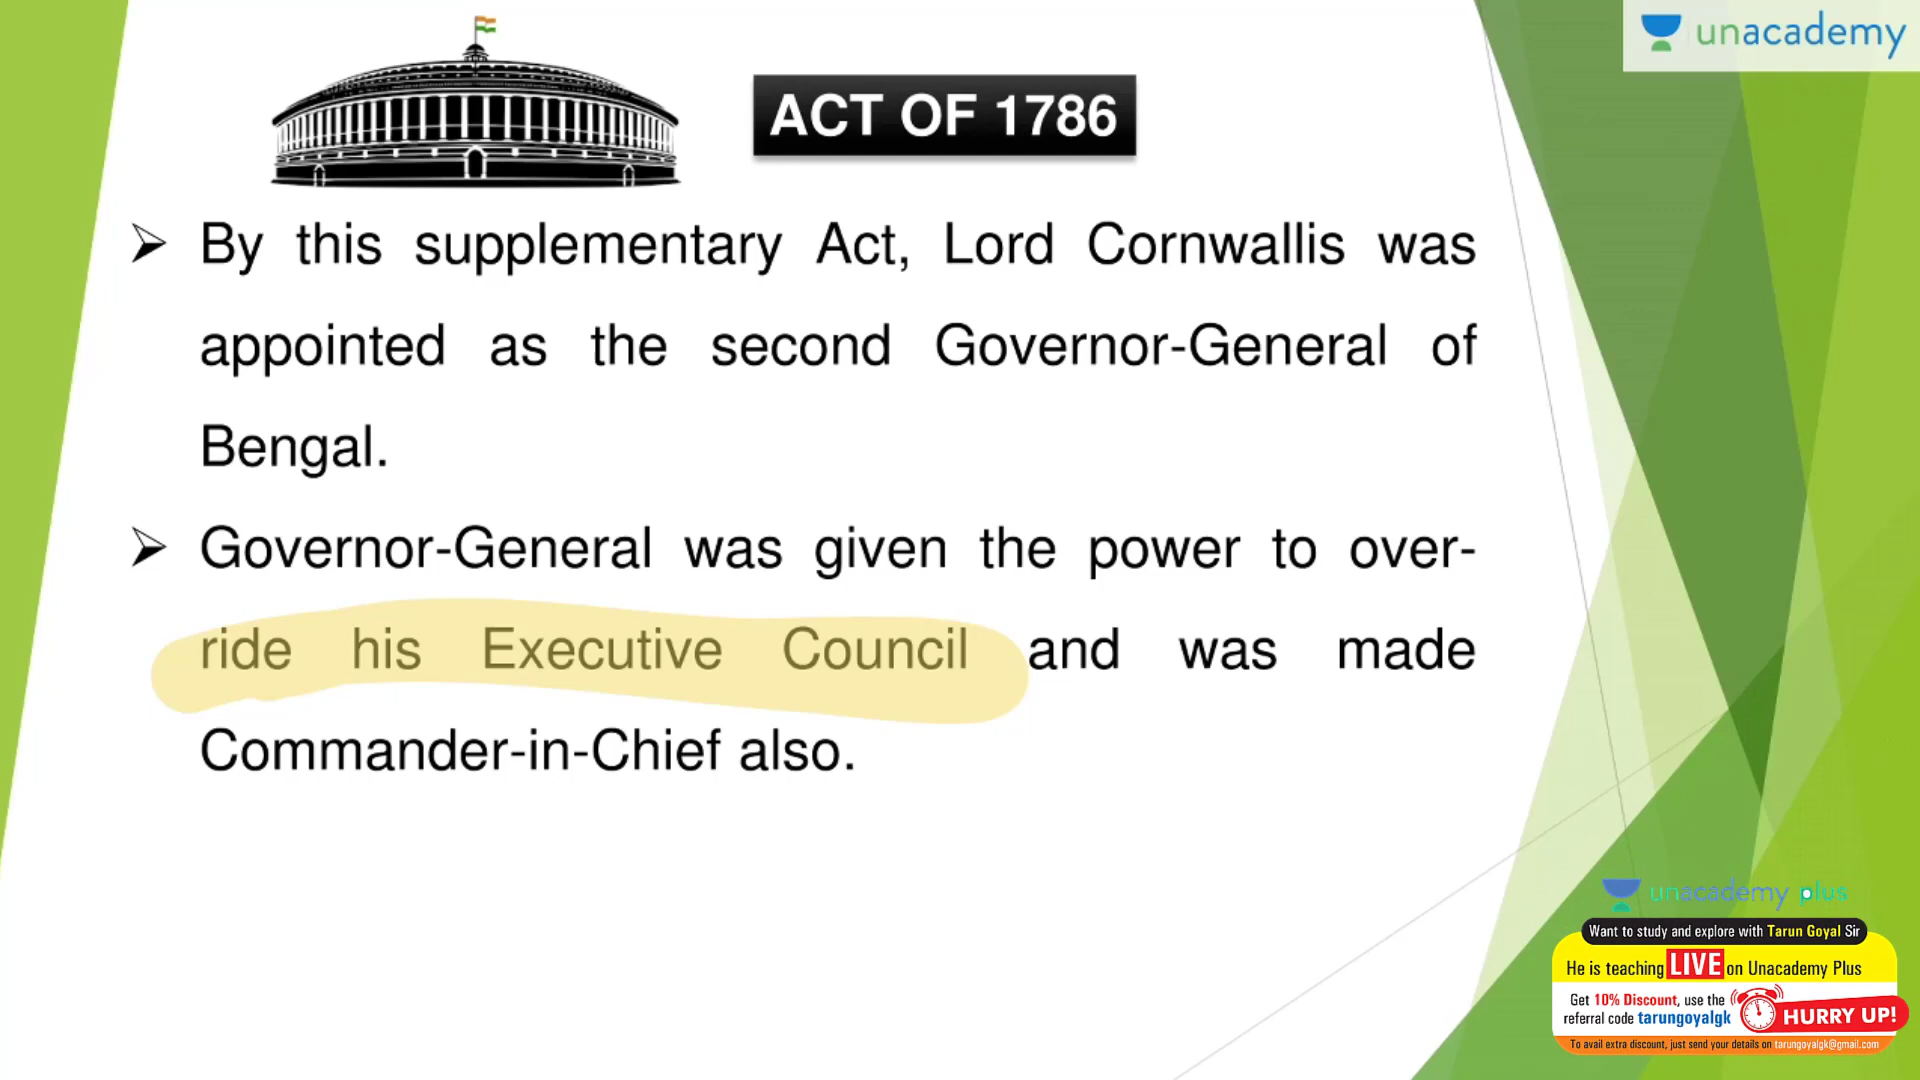 unacademy
ACT OF 1786
➢ By this supplementary Act, Lord Cornwallis was
appointed as the second Governor-General of
Bengal.
➢ Governor-General was given the power to over-
ride his Executive Council and was made
Commander-in-Chief also.
unacademy plus
Want to study and explore with Tarun Goyal Sir
He is teaching LIVE on Unacademy Plus
Get 10% Discount, use the
referral code tarungoyalgk
HURRY UP!
To avail extra discount, just send your details on tarungoyalgk@gmail.com